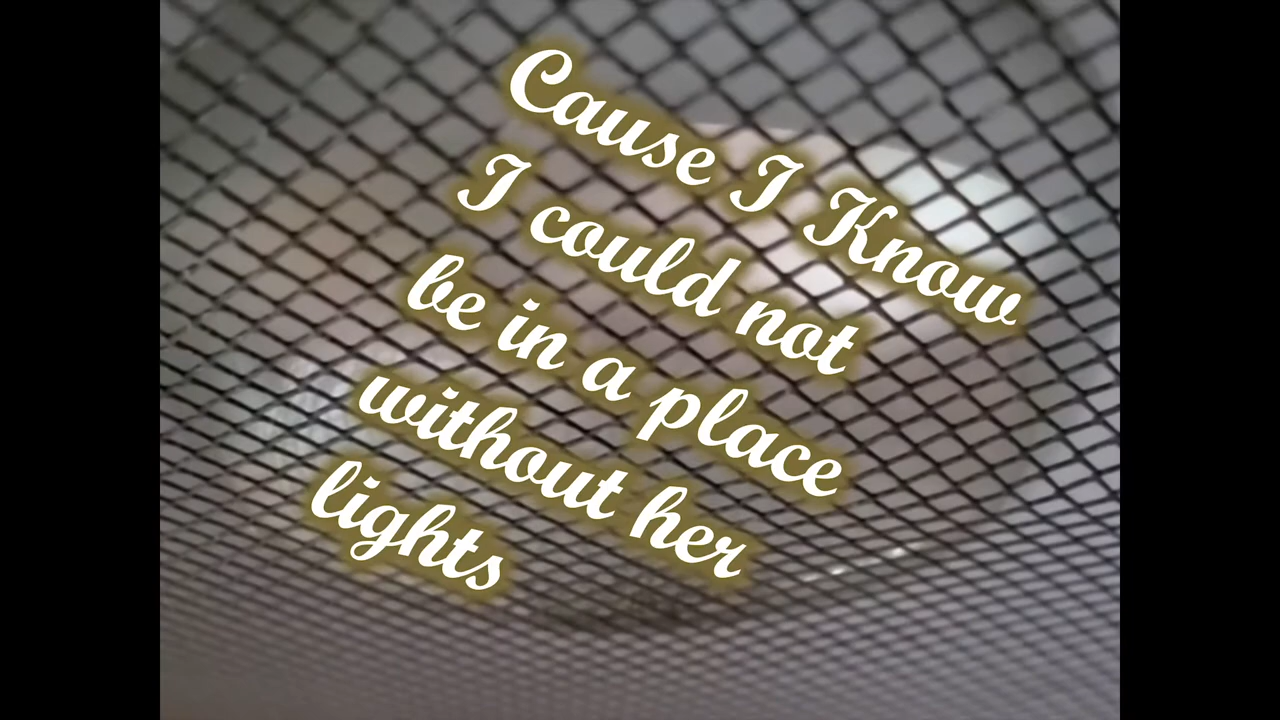 Cause I Know
I could not
be in a place
without her
lights